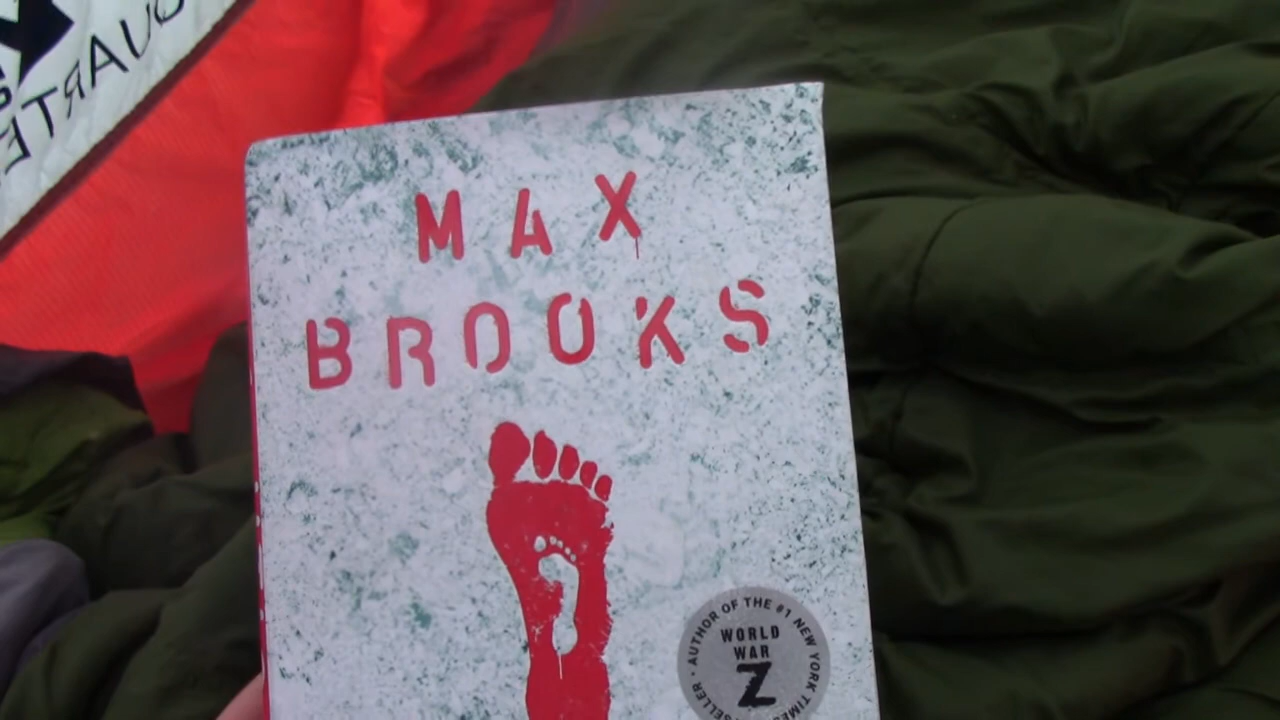 MAX
BROOKS
AUTHOR OF THE #1 NEW YORK TIMES
WORLD
WAR
Z